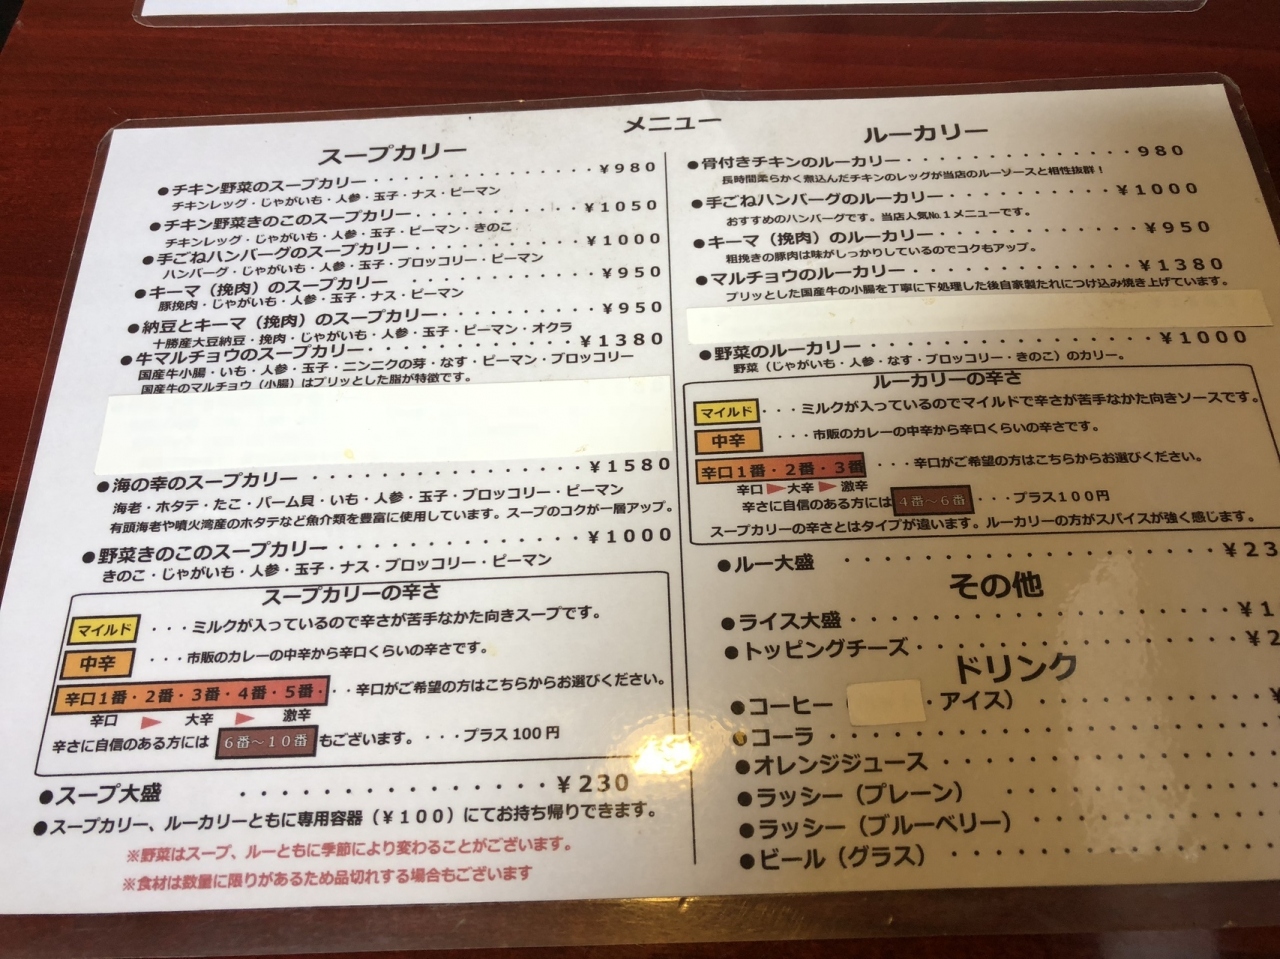 メニュー
スープカリー
●チキン野菜のスープカリー・・・・・・・・・・・・・・¥980
チキンレッグ・じゃがいも・人参・玉子・ナス・ピーマン
●チキン野菜きのこのスープカリー・・・・・・・・・・¥1050
チキンレッグ・じゃがいも・人参・玉子・ピーマン・きのこ
●手ごねハンバーグのスープカリー・・・・・・・・・・¥1000
ハンバーグ・じゃがいも・人参・玉子・ブロッコリー・ピーマン
●キーマ（挽肉）のスープカリー ・・・・・・・・・・・¥950
豚挽肉・じゃがいも・人参・玉子・ナス・ピーマン
●納豆とキーマ（挽肉）のスープカリー・・・・・・・・・¥950
十勝産大豆納豆・挽肉・じゃがいも・人参・玉子・ピーマン・オクラ
●牛マルチョウのスープカリー・・・・・・・・・・・・¥1380
国産牛小腸・いも・人参・玉子・ニンニクの芽・なす・ピーマン・ブロッコリー
国産牛のマルチョウ（小腸）はプリッとした脂が特徴です。
●海の幸のスープカリー ・・・・・・・・・・・・・・¥1580
海老・ホタテ・たこ・パーム貝・いも・人参・玉子・ブロッコリー・ピーマン
有頭海老や噴火湾産のホタテなど魚介類を豊富に使用しています。スープのコクが一層アップ。
●野菜きのこのスープカリー・・・・・・・・・・・・・¥1000
きのこ・じゃがいも・人参・玉子・ナス・ブロッコリー・ピーマン
スープカリーの辛さ
マイルド ・・・ミルクが入っているので辛さが苦手なかた向きスープです。
中辛 ・・・市販のカレーの中辛から辛口くらいの辛さです。
辛口1番・2番・3番・4番・5番・・・辛口がご希望の方はこちらからお選びください。
辛口 ▶ 大辛 ▶ 激辛
辛さに自信のある方には 6番～10番 もございます。・・・プラス100円
●スープ大盛 ・・・・・・・・・・・・・・・¥230
●スープカリー、ルーカリーともに専用容器（¥100）にてお持ち帰りできます。
※野菜はスープ、ルーともに季節により変わることがございます。
※食材は数量に限りがあるため品切れする場合もございます
ルーカリー
●骨付きチキンのルーカリー・・・・・・・・・・・・・・980
長時間柔らかく煮込んだチキンのレッグが当店のルーソースと相性抜群！
●手ごねハンバーグのルーカリー・・・・・・・・・・・¥1000
おすすめのハンバーグです。当店人気№1メニューです。
●キーマ（挽肉）のルーカリー・・・・・・・・・・・・・¥950
粗挽きの豚肉は味がしっかりしているのでコクもアップ。
●マルチョウのルーカリー・・・・・・・・・・・・・・¥1380
プリッとした国産牛の小腸を丁寧に下処理した後自家製たれにつけ込み焼き上げています。
●野菜のルーカリー・・・・・・・・・・・・・・・・・¥1000
野菜（じゃがいも・人参・なす・ブロッコリー・きのこ）のカリー。
ルーカリーの辛さ
マイルド ・・・ミルクが入っているのでマイルドで辛さが苦手なかた向きソースです。
中辛 ・・・市販のカレーの中辛から辛口くらいの辛さです。
辛口1番・2番・3番 ・・・辛口がご希望の方はこちらからお選びください。
辛口 ▶ 大辛 ▶ 激辛
辛さに自信のある方には 4番～6番 ・・・プラス100円
スープカリーの辛さとはタイプが違います。ルーカリーの方がスパイスが強く感じます。
●ルー大盛 ・・・・・・・・・・・・・・・・・・¥23
その他
●ライス大盛・・・・・・・・・・・・・・・・・・¥1
●トッピングチーズ・・・・・・・・・・・・・・・¥2
ドリンク
●コーヒー（ ・アイス） ・・・・・・・・・・・¥
●コーラ ・・・・・・・・・・・・・・・・・・・・
●オレンジジュース ・・・・・・・・・・・・・・・
●ラッシー（プレーン） ・・・・・・・・・・・・・
●ラッシー（ブルーベリー） ・・・・・・・・・・・
●ビール（グラス） ・・・・・・・・・・・・・・・